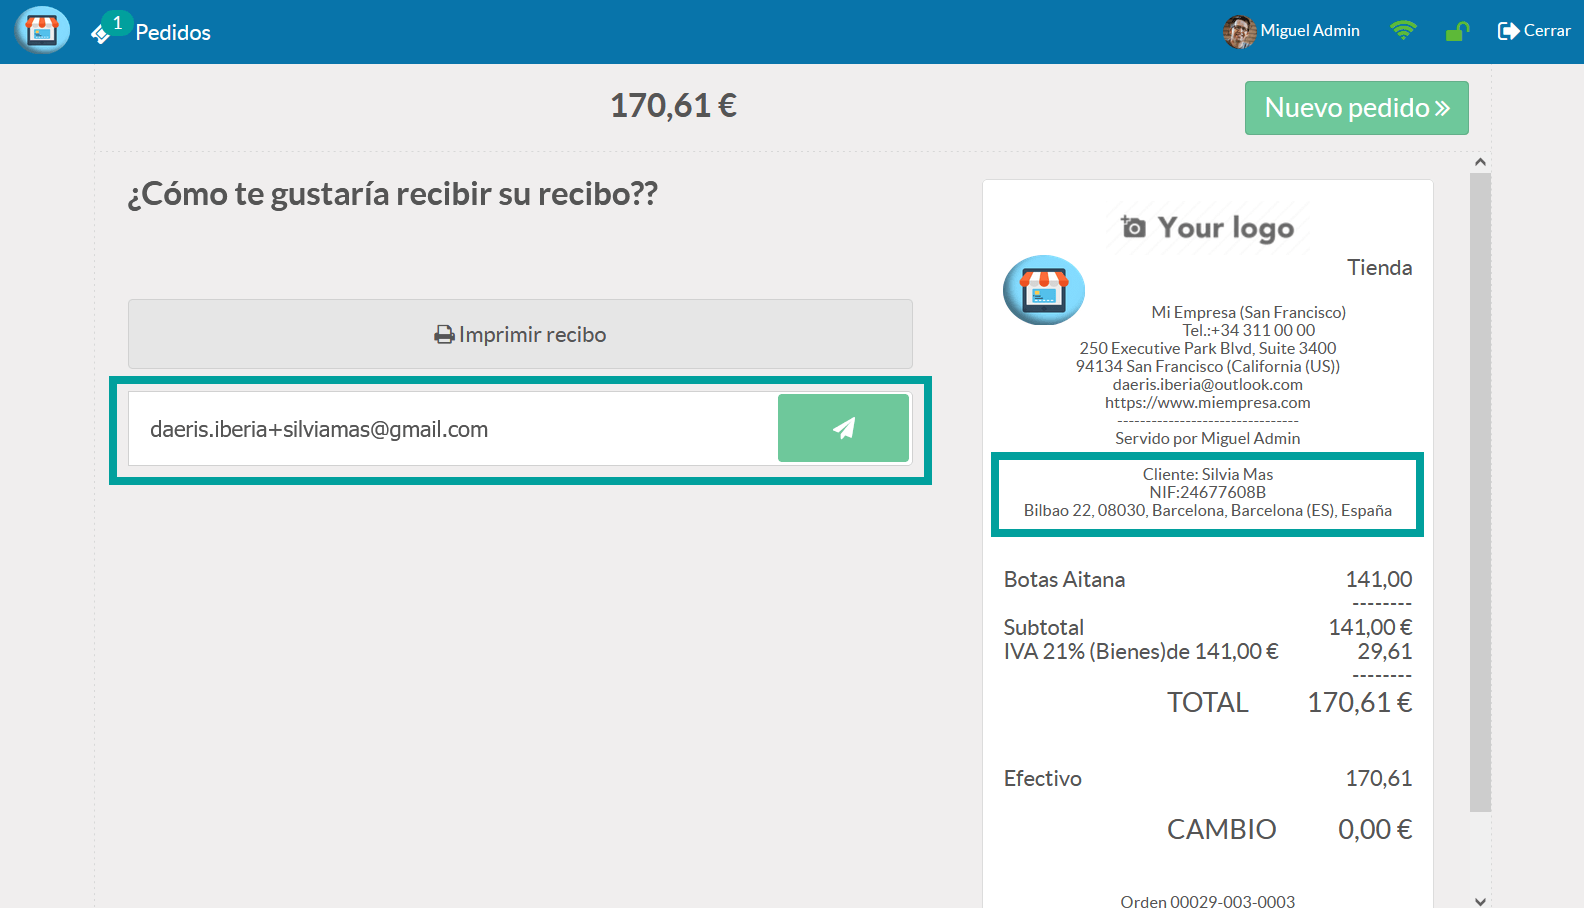 1
Pedidos
Miguel Admin
Cerrar
170,61 €
Nuevo pedido
¿Cómo te gustaría recibir su recibo??
Imprimir recibo
daeris.iberia+silviamas@gmail.com
Your logo
Tienda
Mi Empresa (San Francisco)
Tel.:+34 311 00 00
250 Executive Park Blvd, Suite 3400
94134 San Francisco (California (US))
daeris.iberia@outlook.com
https://www.miempresa.com
--------------------------------
Servido por Miguel Admin
Cliente: Silvia Mas
NIF:24677608B
Bilbao 22, 08030, Barcelona, Barcelona (ES), España
Botas Aitana 141,00
--------
Subtotal 141,00 €
IVA 21% (Bienes)de 141,00 € 29,61
--------
TOTAL 170,61 €
Efectivo 170,61
CAMBIO 0,00 €
Orden 00029-003-0003